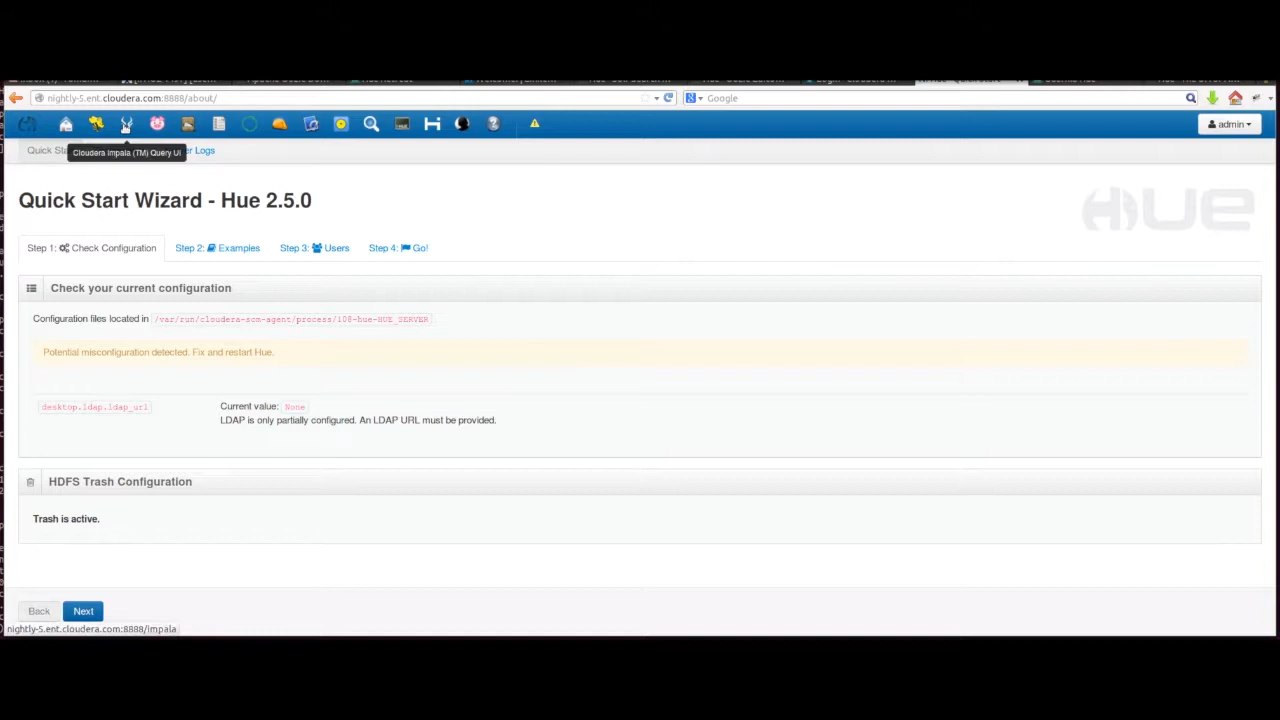 nightly-5.ent.cloudera.com:8888/about/
Google
admin
Quick Sta
Cloudera Impala (TM) Query UI
er Logs
Quick Start Wizard - Hue 2.5.0
HUE
Step 1: Check Configuration
Step 2: Examples
Step 3: Users
Step 4: Go!
Check your current configuration
Configuration files located in /var/run/cloudera-scm-agent/process/108-hue-HUE_SERVER
Potential misconfiguration detected. Fix and restart Hue.
desktop.ldap.ldap_url
Current value: None
LDAP is only partially configured. An LDAP URL must be provided.
HDFS Trash Configuration
Trash is active.
Back
Next
nightly-5.ent.cloudera.com:8888/impala